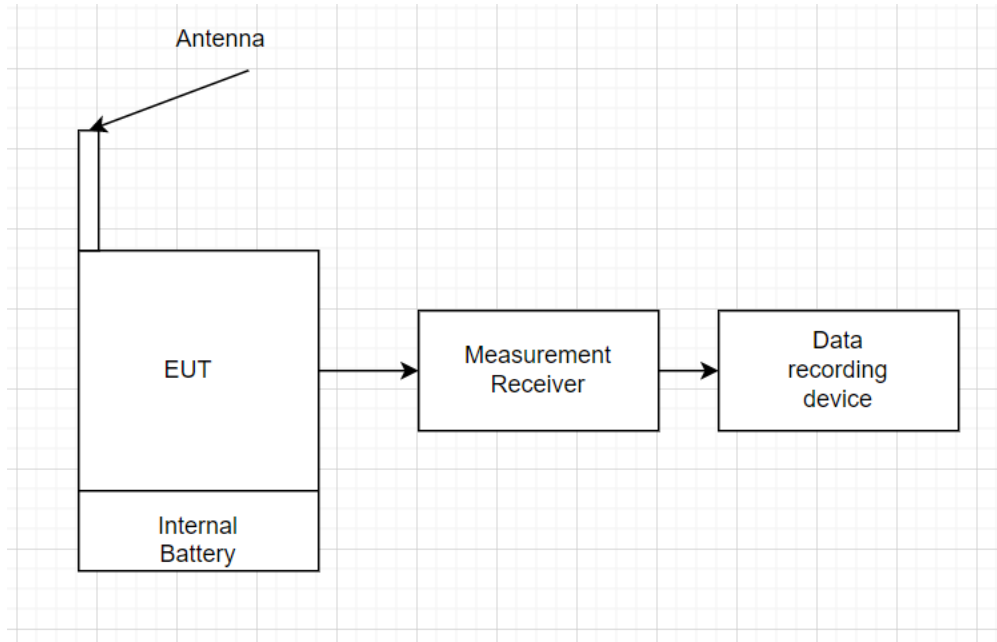 Antenna
EUT
Measurement
Receiver
Data
recording
device
Internal
Battery